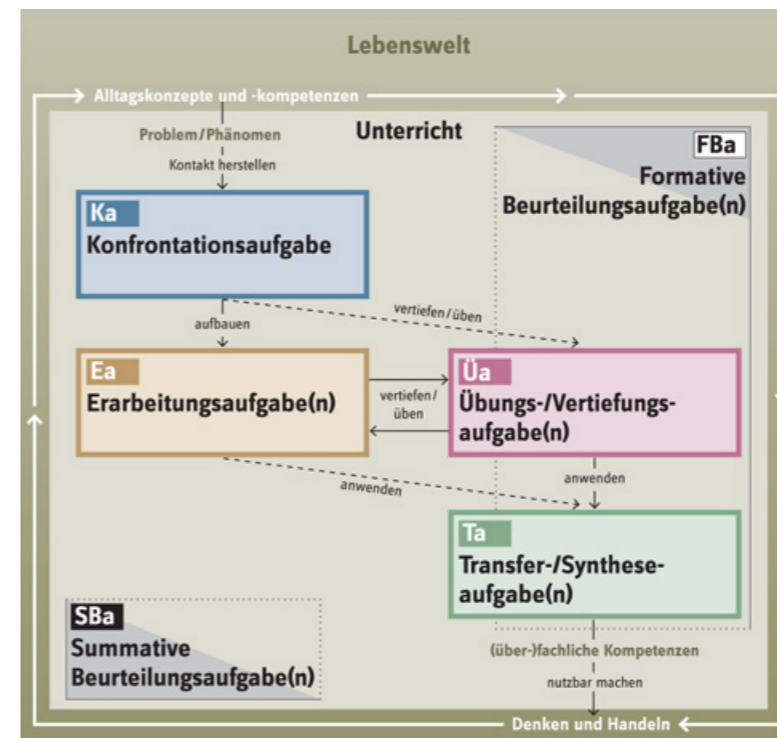 Lebenswelt
Alltagskonzepte und -kompetenzen
Problem/Phänomen
Kontakt herstellen
Unterricht
FBa
Formative
Beurteilungsaufgabe(n)
Ka
Konfrontationsaufgabe
aufbauen
vertiefen/üben
Ea
Erarbeitungsaufgabe(n)
vertiefen/
üben
Üa
Übungs-/Vertiefungs-
aufgabe(n)
anwenden
anwenden
Ta
Transfer-/Synthese-
aufgabe(n)
SBa
Summative
Beurteilungsaufgabe(n)
(über-)fachliche Kompetenzen
nutzbar machen
Denken und Handeln